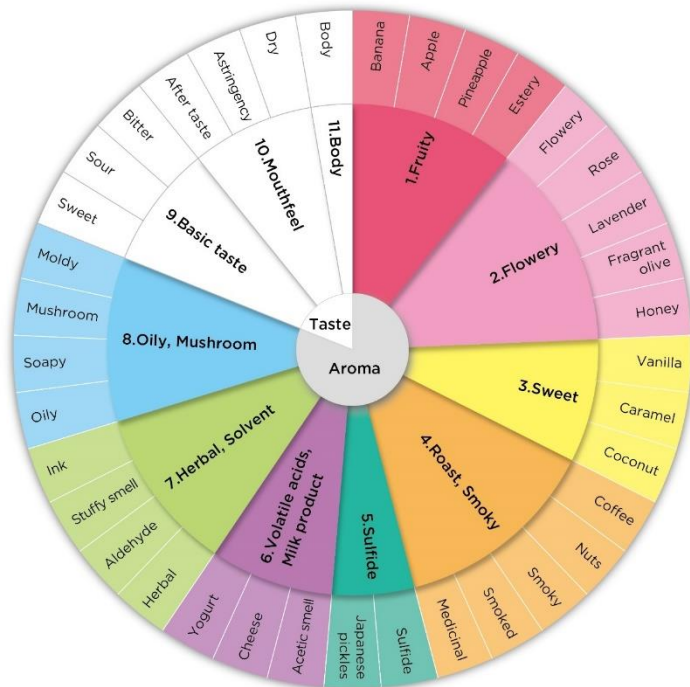 Taste
Aroma
1.Fruity
Banana
Apple
Pineapple
Estery
2.Flowery
Flowery
Rose
Lavender
Fragrant
olive
Honey
3.Sweet
Vanilla
Caramel
Coconut
4.Roast, Smoky
Coffee
Nuts
Smoky
Smoked
Medicinal
5.Sulfide
Sulfide
Japanese
pickles
6.Volatile acids,
Milk product
Acetic smell
Cheese
Yogurt
7.Herbal, Solvent
Herbal
Aldehyde
Stuffy smell
Ink
8.Oily, Mushroom
Oily
Soapy
Mushroom
Moldy
9.Basic taste
Sweet
Sour
Bitter
10.Mouthfeel
After taste
Astringency
Dry
11.Body
Body